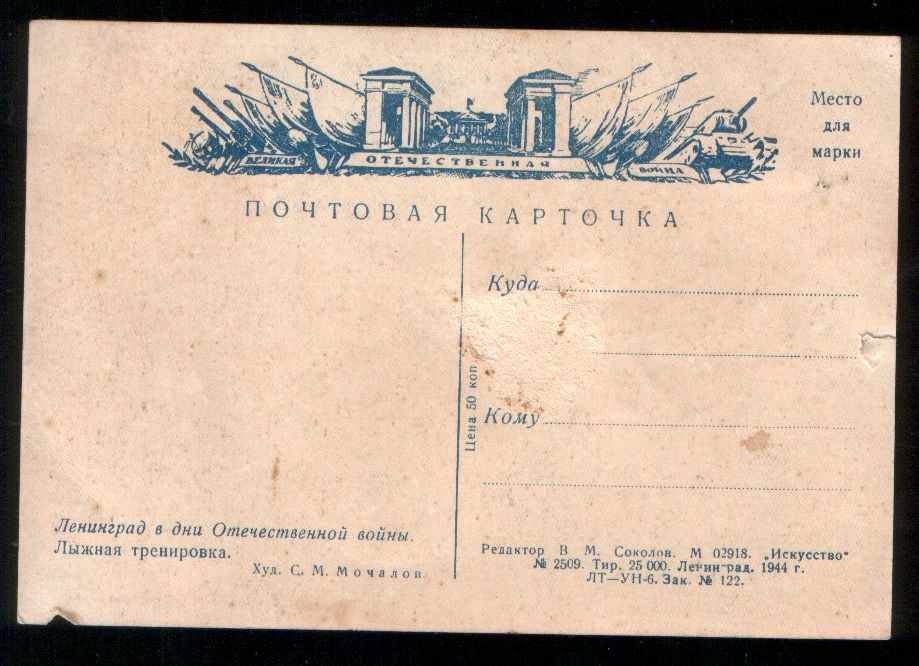 ВЕЛИКАЯ ОТЕЧЕСТВЕННАЯ ВОЙНА
Место
для
марки
ПОЧТОВАЯ КАРТОЧКА
Куда
Цена 50 коп.
Кому
Ленинград в дни Отечественной войны.
Лыжная тренировка.
Худ. С. М. Мочалов
Редактор В М. Соколов. М 02918. „Искусство“
№ 2509. Тир. 25 000. Ленинград. 1944 г.
ЛТ—УН-6. Зак. № 122.